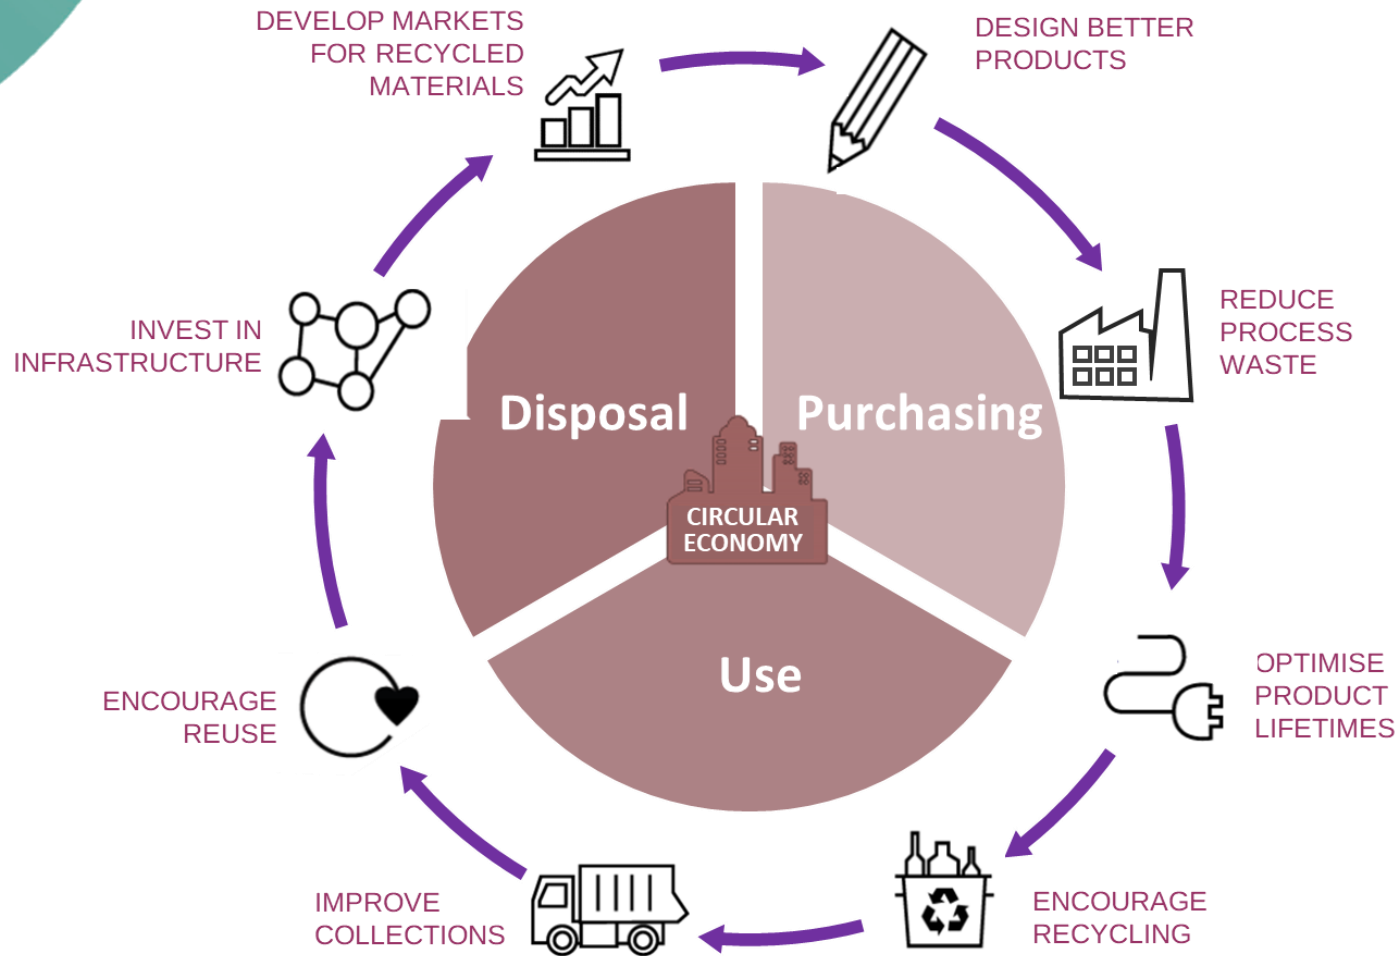 DEVELOP MARKETS
FOR RECYCLED
MATERIALS
DESIGN BETTER
PRODUCTS
REDUCE
PROCESS
WASTE
OPTIMISE
PRODUCT
LIFETIMES
ENCOURAGE
RECYCLING
IMPROVE
COLLECTIONS
ENCOURAGE
REUSE
INVEST IN
INFRASTRUCTURE
Disposal
Purchasing
CIRCULAR
ECONOMY
Use